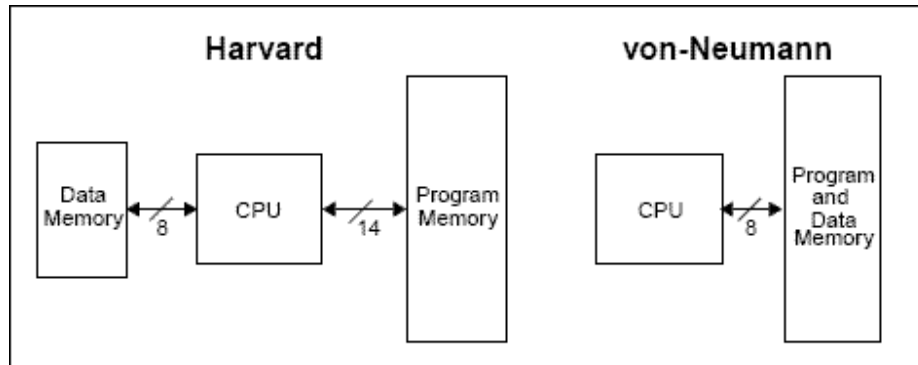 Harvard
von-Neumann
Data
Memory
8
CPU
14
Program
Memory
CPU
8
Program
and
Data
Memory